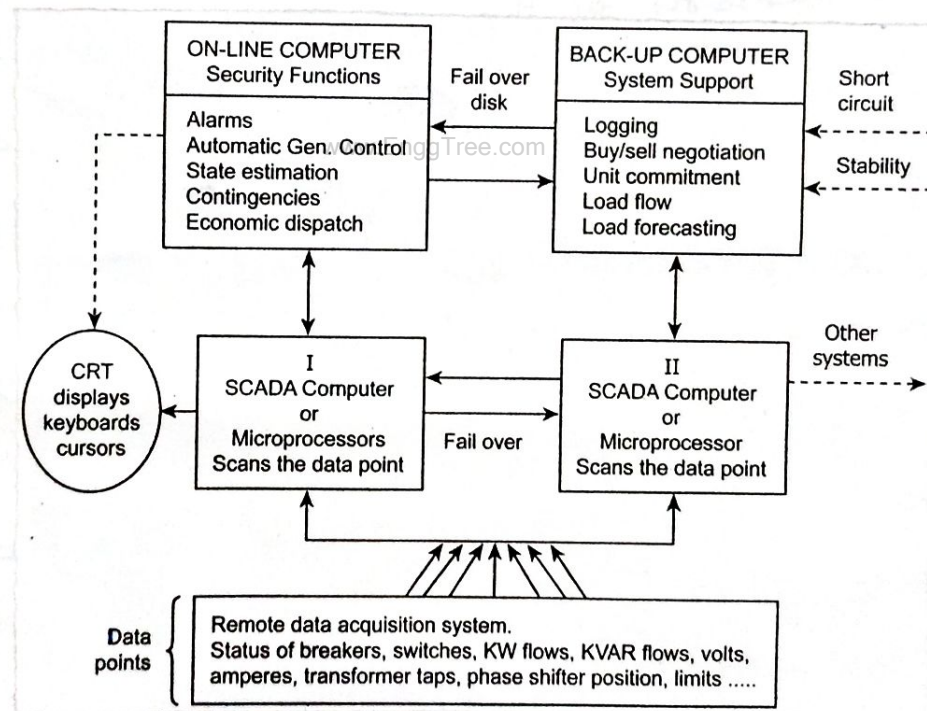 ON-LINE COMPUTER
Security Functions
Alarms
Automatic Gen. Control
State estimation
Contingencies
Economic dispatch
Fail over
disk
BACK-UP COMPUTER
System Support
Logging
Buy/sell negotiation
Unit commitment
Load flow
Load forecasting
Short
circuit
Stability
www.EnggTree.com
CRT
displays
keyboards
cursors
I
SCADA Computer
or
Microprocessors
Scans the data point
Fail over
II
SCADA Computer
or
Microprocessor
Scans the data point
Other
systems
Data
points
Remote data acquisition system.
Status of breakers, switches, KW flows, KVAR flows, volts,
amperes, transformer taps, phase shifter position, limits .....